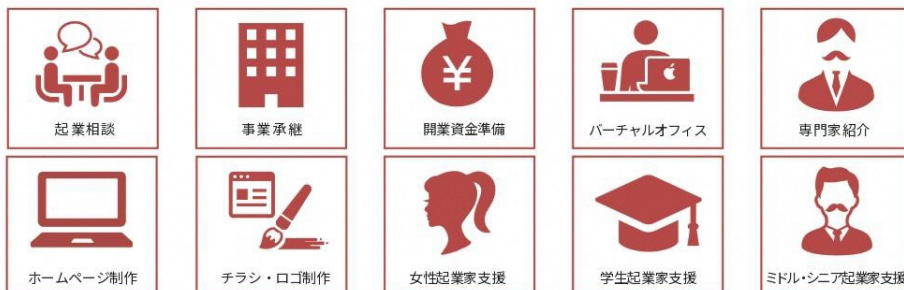 起業相談
事業承継
¥
開業資金準備
バーチャルオフィス
専門家紹介
ホームページ制作
チラシ・ロゴ制作
女性起業家支援
学生起業家支援
ミドル・シニア起業家支援